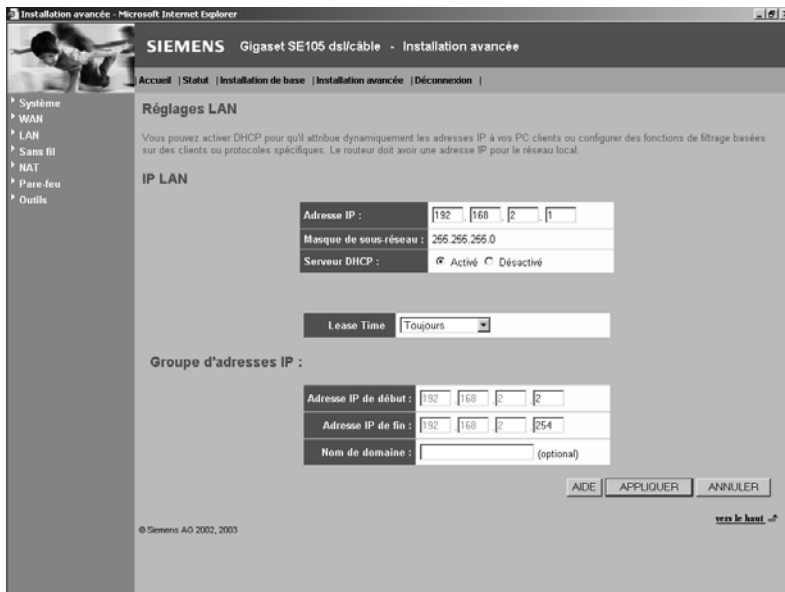 Installation avancée - Microsoft Internet Explorer
SIEMENS Gigaset SE105 dsl/câble - Installation avancée
| Accueil | Statut | Installation de base | Installation avancée | Déconnexion |
Système
WAN
LAN
Sans fil
NAT
Pare-feu
Outils
Réglages LAN
Vous pouvez activer DHCP pour qu'il attribue dynamiquement les adresses IP à vos PC clients ou configurer des fonctions de filtrage basées
sur des clients ou protocoles spécifiques. Le routeur doit avoir une adresse IP pour le réseau local.
IP LAN
Adresse IP : 192 . 168 . 2 . 1
Masque de sous-réseau : 255.255.255.0
Serveur DHCP : Activé Désactivé
Lease Time Toujours
Groupe d'adresses IP :
Adresse IP de début : 192 . 168 . 2 . 2
Adresse IP de fin : 192 . 168 . 2 . 254
Nom de domaine : (optional)
AIDE APPLIQUER ANNULER
vers le haut
© Siemens AG 2002, 2003